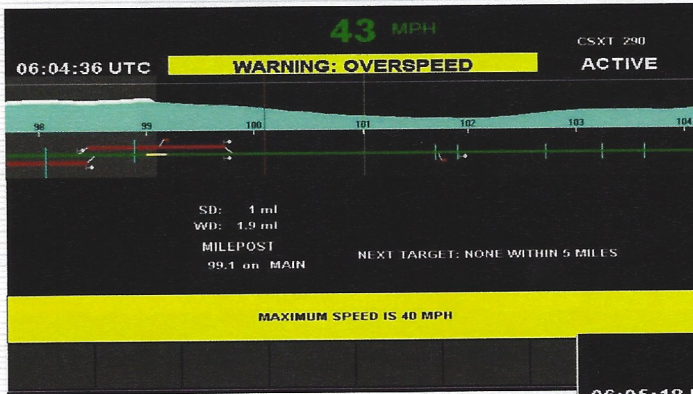 43 MPH
CSXT 290
06:04:36 UTC
WARNING: OVERSPEED
ACTIVE
98 99 100 101 102 103 104
SD: 1 ml
WD: 1.9 ml
MILEPOST
99.1 on MAIN
NEXT TARGET: NONE WITHIN 5 MILES
MAXIMUM SPEED IS 40 MPH